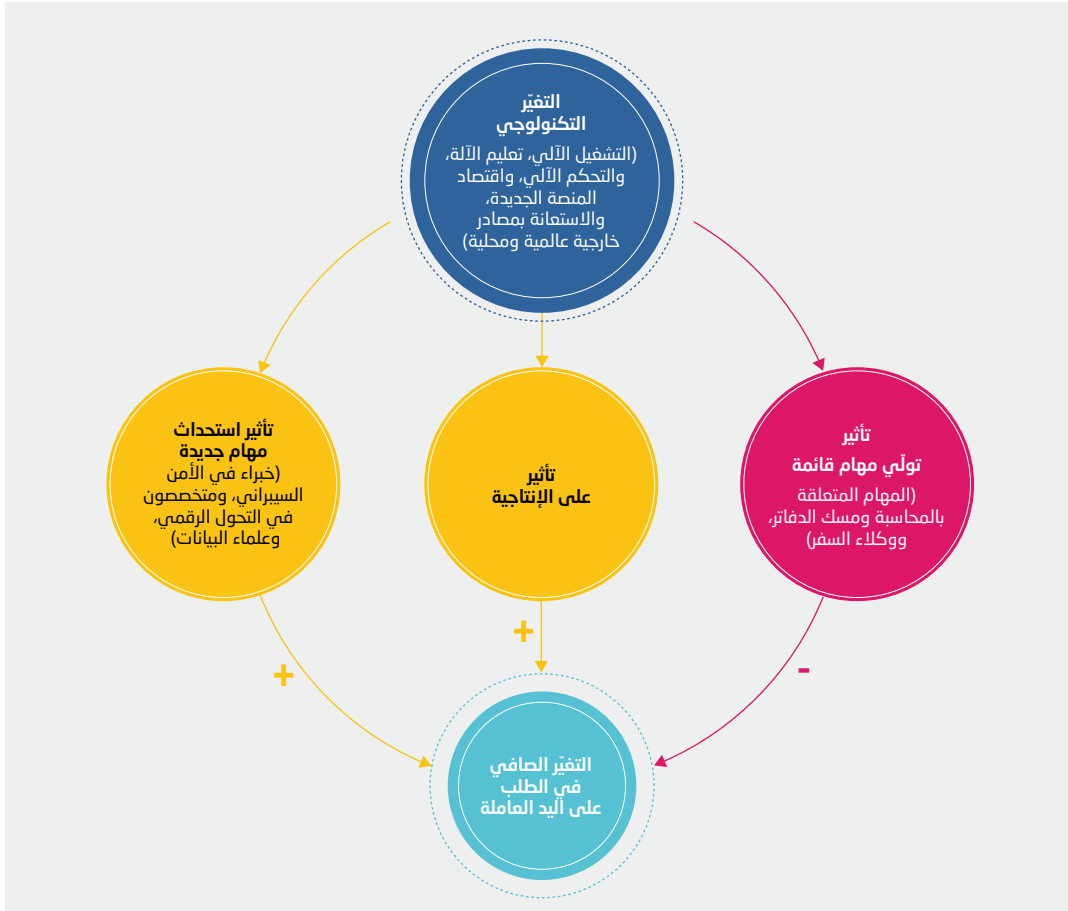 التغيّر
التكنولوجي
(التشغيل الآلي، تعليم الآلة،
والتحكم الآلي، واقتصاد
المنصة الجديدة،
والاستعانة بمصادر
خارجية عالمية ومحلية)
تأثير
تولّي مهام قائمة
(المهام المتعلقة
بالمحاسبة ومسك الدفاتر،
ووكلاء السفر)
تأثير
على الإنتاجية
تأثير استحداث
مهام جديدة
(خبراء في الأمن
السيبراني، ومتخصصون
في التحول الرقمي،
وعلماء البيانات)
-
+
+
التغيّر الصافي
في الطلب
على اليد العاملة